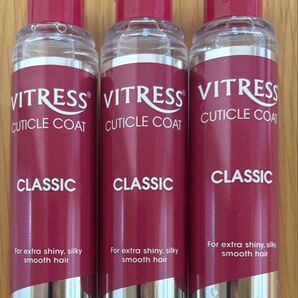 VITRESS®
CUTICLE COAT
CLASSIC
For extra shiny, silky
smooth hair
VITRESS®
CUTICLE COAT
CLASSIC
For extra shiny, silky
smooth hair
VITRESS®
CUTICLE COAT
CLASSIC
For extra shiny, silky
smooth hair